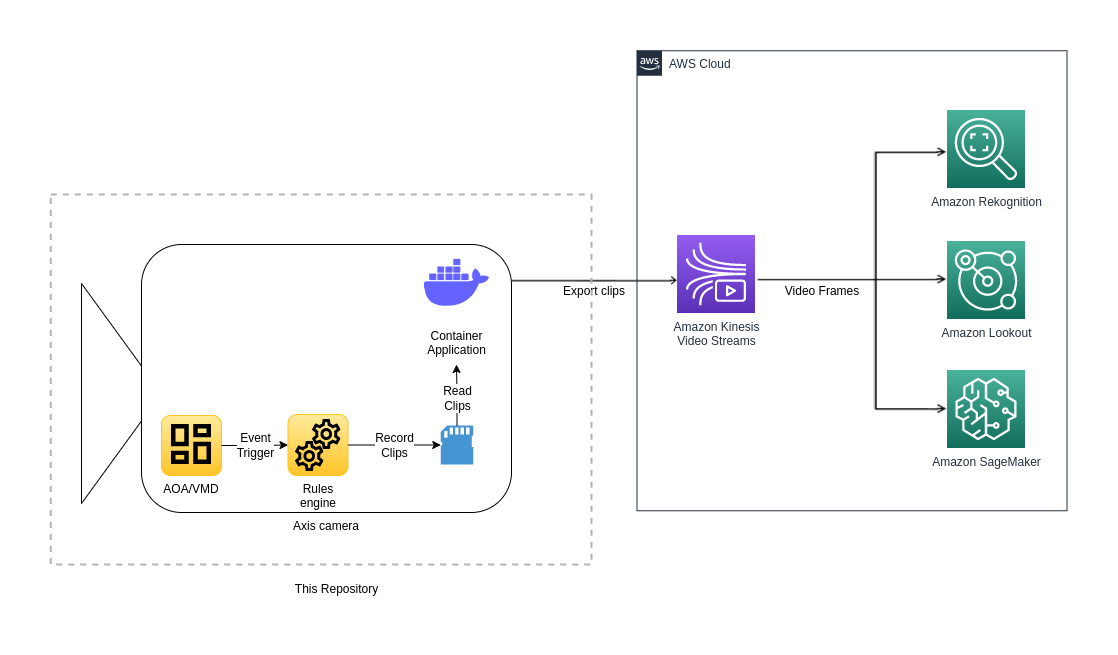 aws
AWS Cloud
Amazon Rekognition
Export clips
Video Frames
Amazon Kinesis
Video Streams
Amazon Lookout
Container
Application
Read
Clips
Event
Trigger
Record
Clips
AOA/VMD
Rules
engine
Amazon SageMaker
Axis camera
This Repository